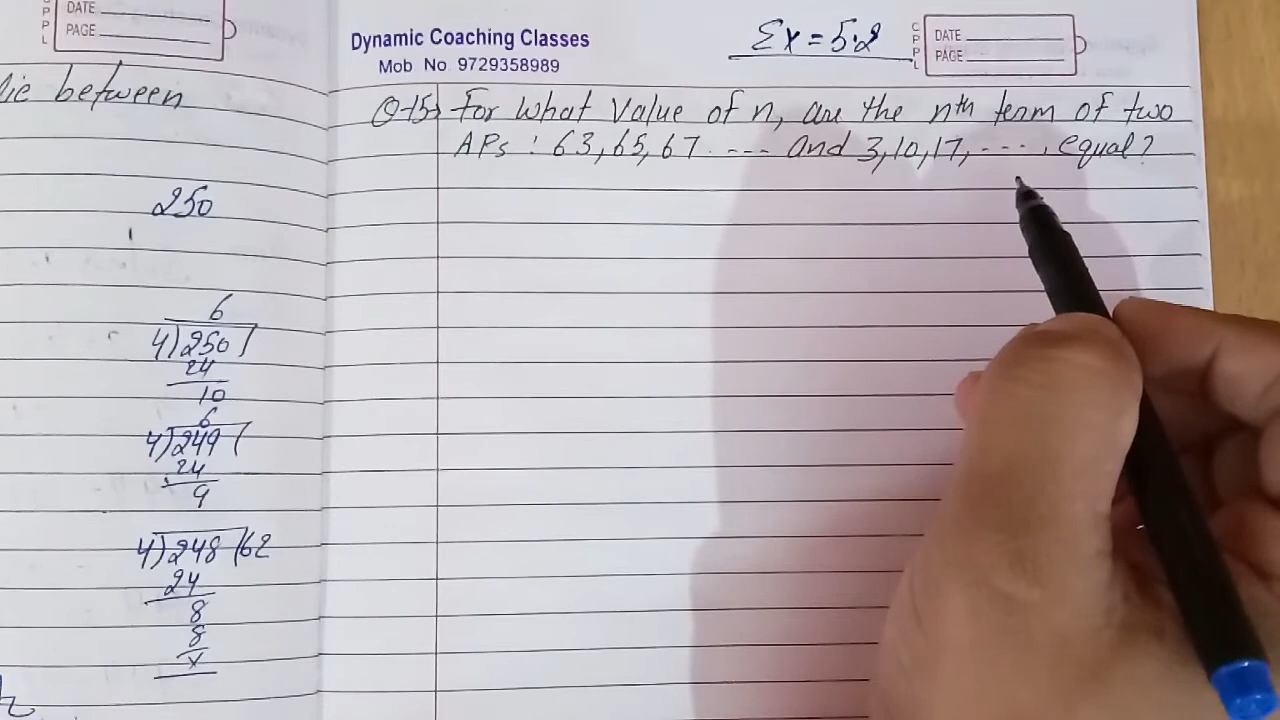 C P P L
DATE
PAGE
lie between
250
6
4)250(
24
10
6
4)249(
24
9
4)248(62
24
8
8
x
Dynamic Coaching Classes
Mob No 9729358989
Ex = 5.2
C P P L
DATE
PAGE
Q-15) For what value of n, are the nth term of two
APs : 63, 65, 67 .... and 3, 10, 17, ...., equal?